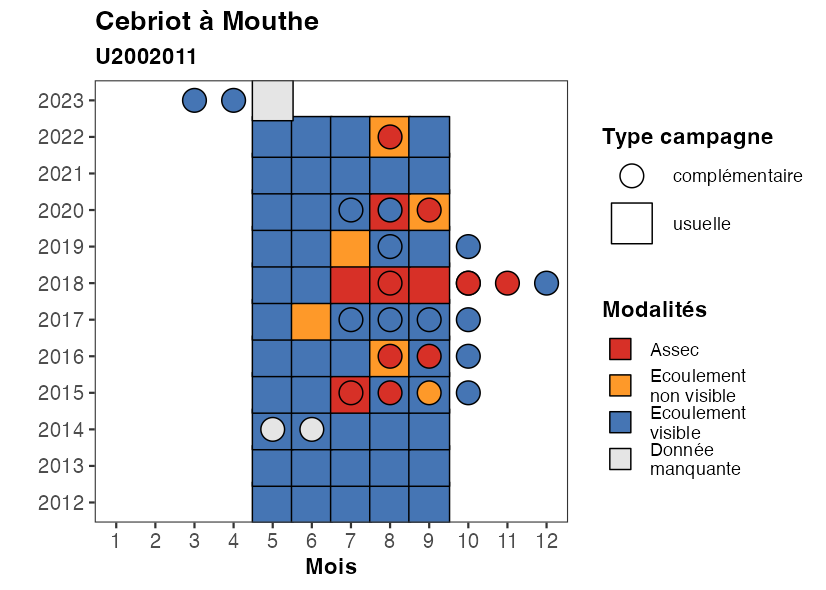 Cebriot à Mouthe
U2002011
2023
2022
2021
2020
2019
2018
2017
2016
2015
2014
2013
2012
1 2 3 4 5 6 7 8 9 10 11 12
Mois
Type campagne
complémentaire
usuelle
Modalités
Assec
Ecoulement
non visible
Ecoulement
visible
Donnée
manquante